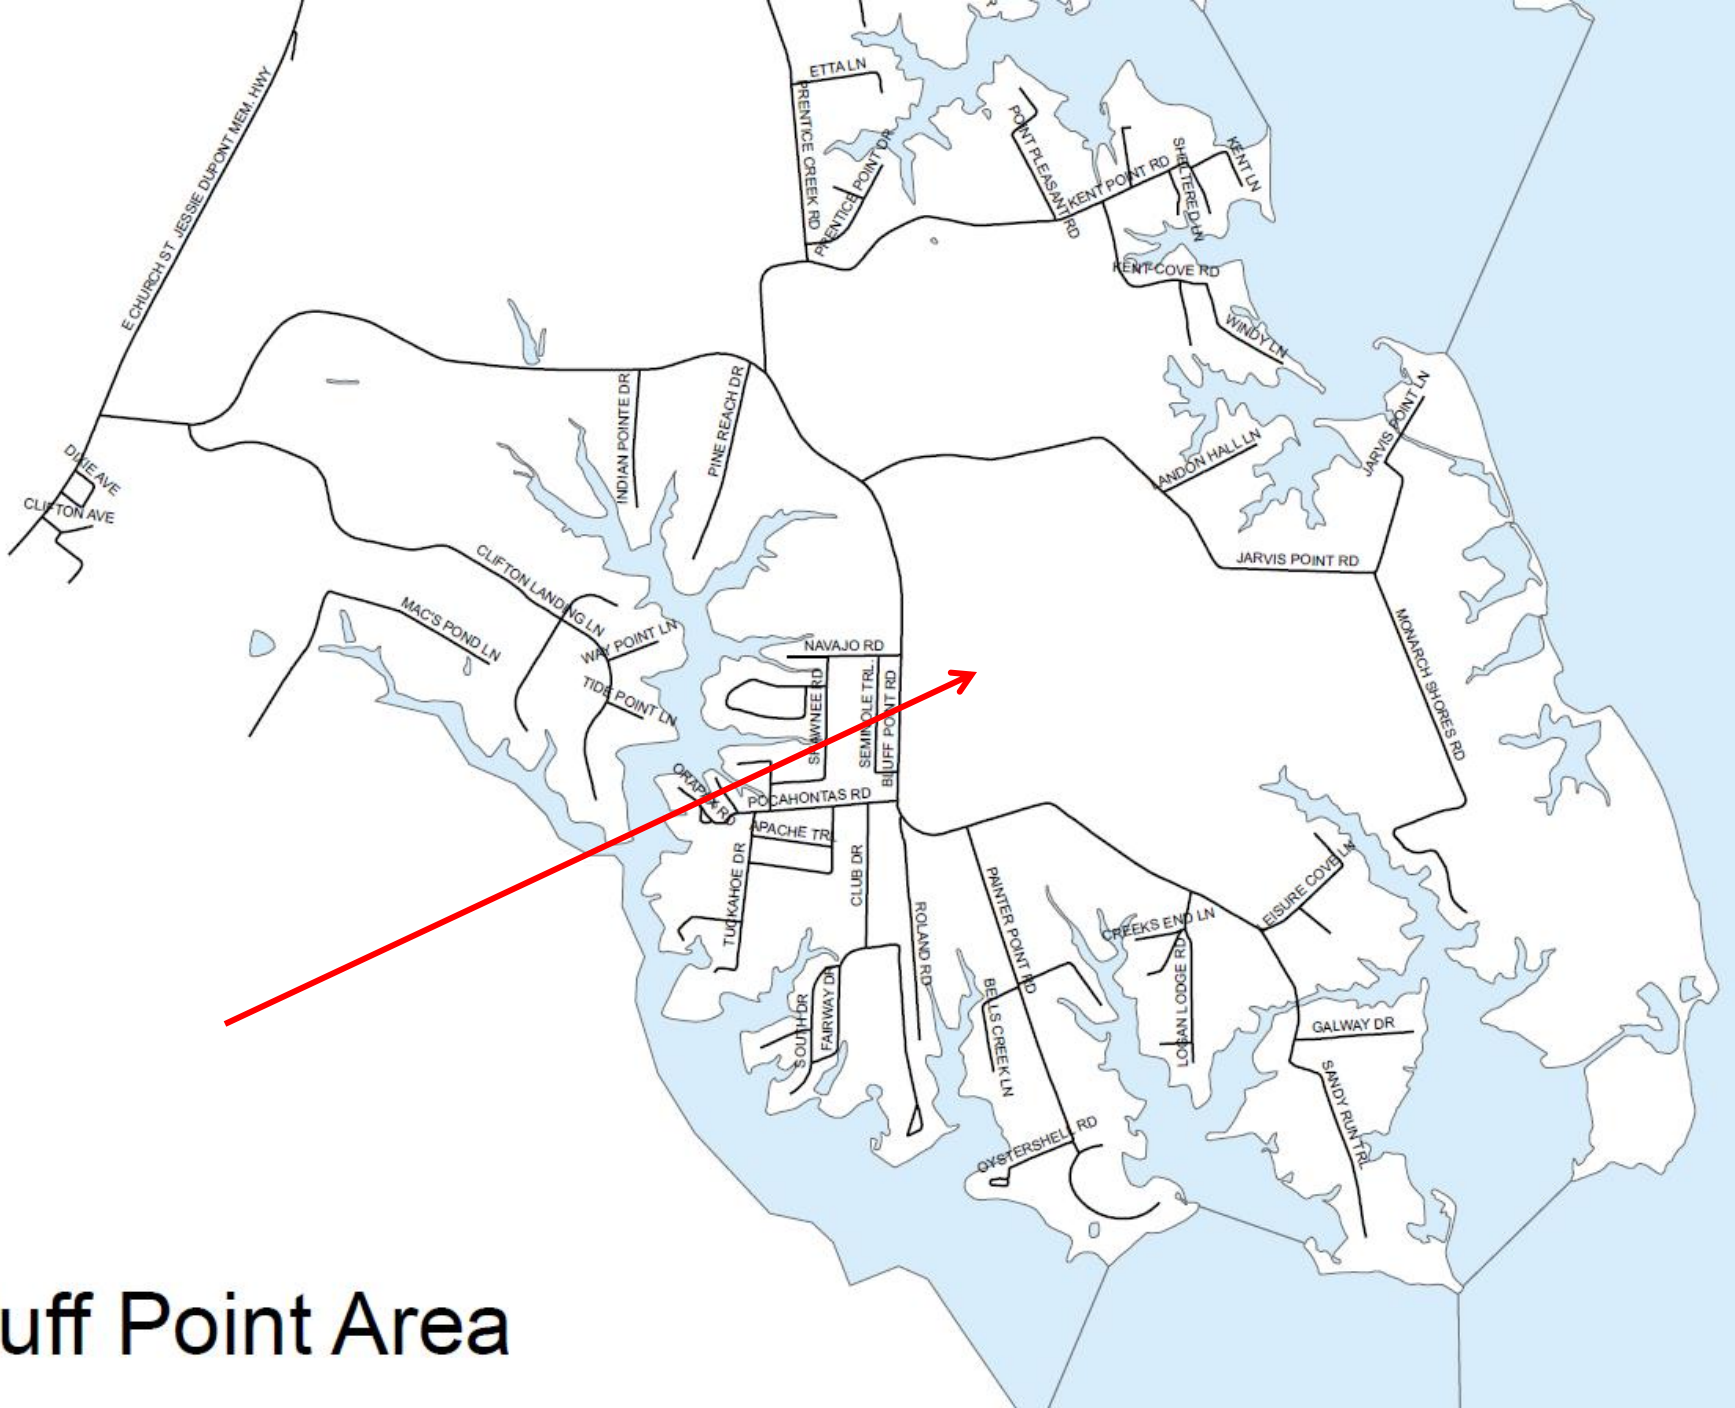 ETTA LN
PRENTICE CREEK RD
PRENTICE POINT DR
POINT PLEASANT RD
KENT POINT RD
SHELTERED LN
KENT LN
KENT COVE RD
WINDY LN
E CHURCH ST JESSIE DUPONT MEM. HWY
DIXIE AVE
CLIFTON AVE
INDIAN POINTE DR
PINE REACH DR
LANDON HALL LN
JARVIS POINT LN
JARVIS POINT RD
MONARCH SHORES RD
CLIFTON LANDING LN
MAC'S POND LN
WAY POINT LN
TIDE POINT LN
NAVAJO RD
SHAWNEE RD
SEMINOLE TRL.
BLUFF POINT RD
ORAPAX RD
POCAHONTAS RD
APACHE TRL
TUCKAHOE DR
CLUB DR
ROLAND RD
PAINTER POINT RD
CREEKS END LN
EISURE COVE LN
LOGAN LODGE RD
BELLS CREEK LN
SOUTH DR
FAIRWAY DR
GALWAY DR
SANDY RUN TRL
OYSTERSHELL RD
uff Point Area